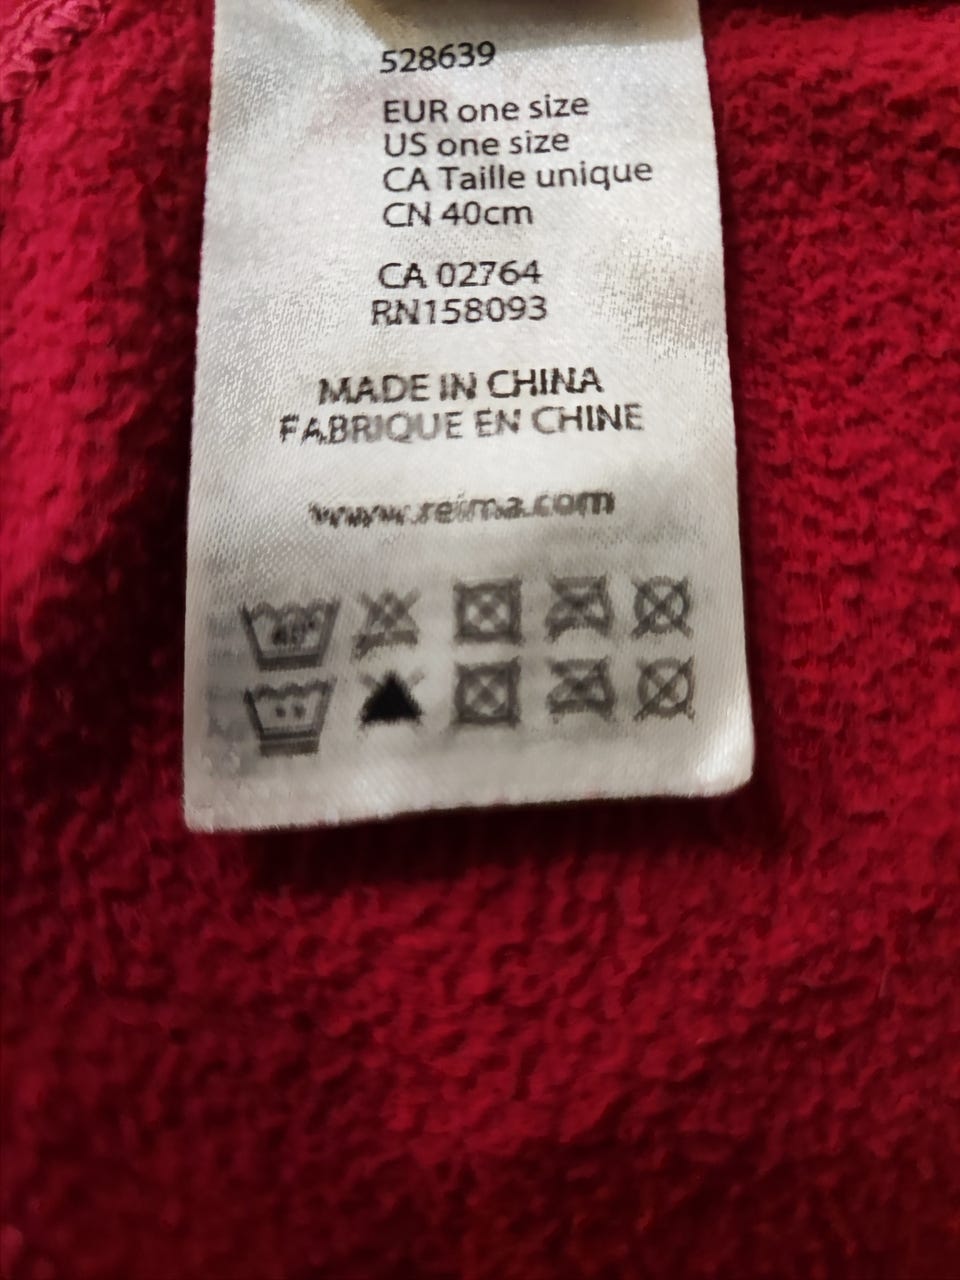 528639
EUR one size
US one size
CA Taille unique
CN 40cm
CA 02764
RN158093
MADE IN CHINA
FABRIQUE EN CHINE
www.reima.com
40°